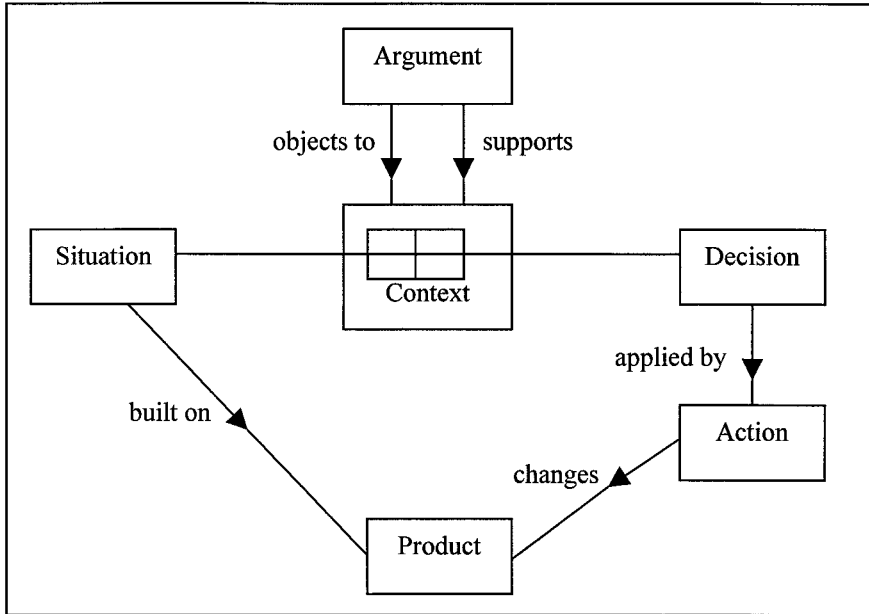 Argument
objects to
supports
Situation
Context
Decision
applied by
built on
Action
changes
Product